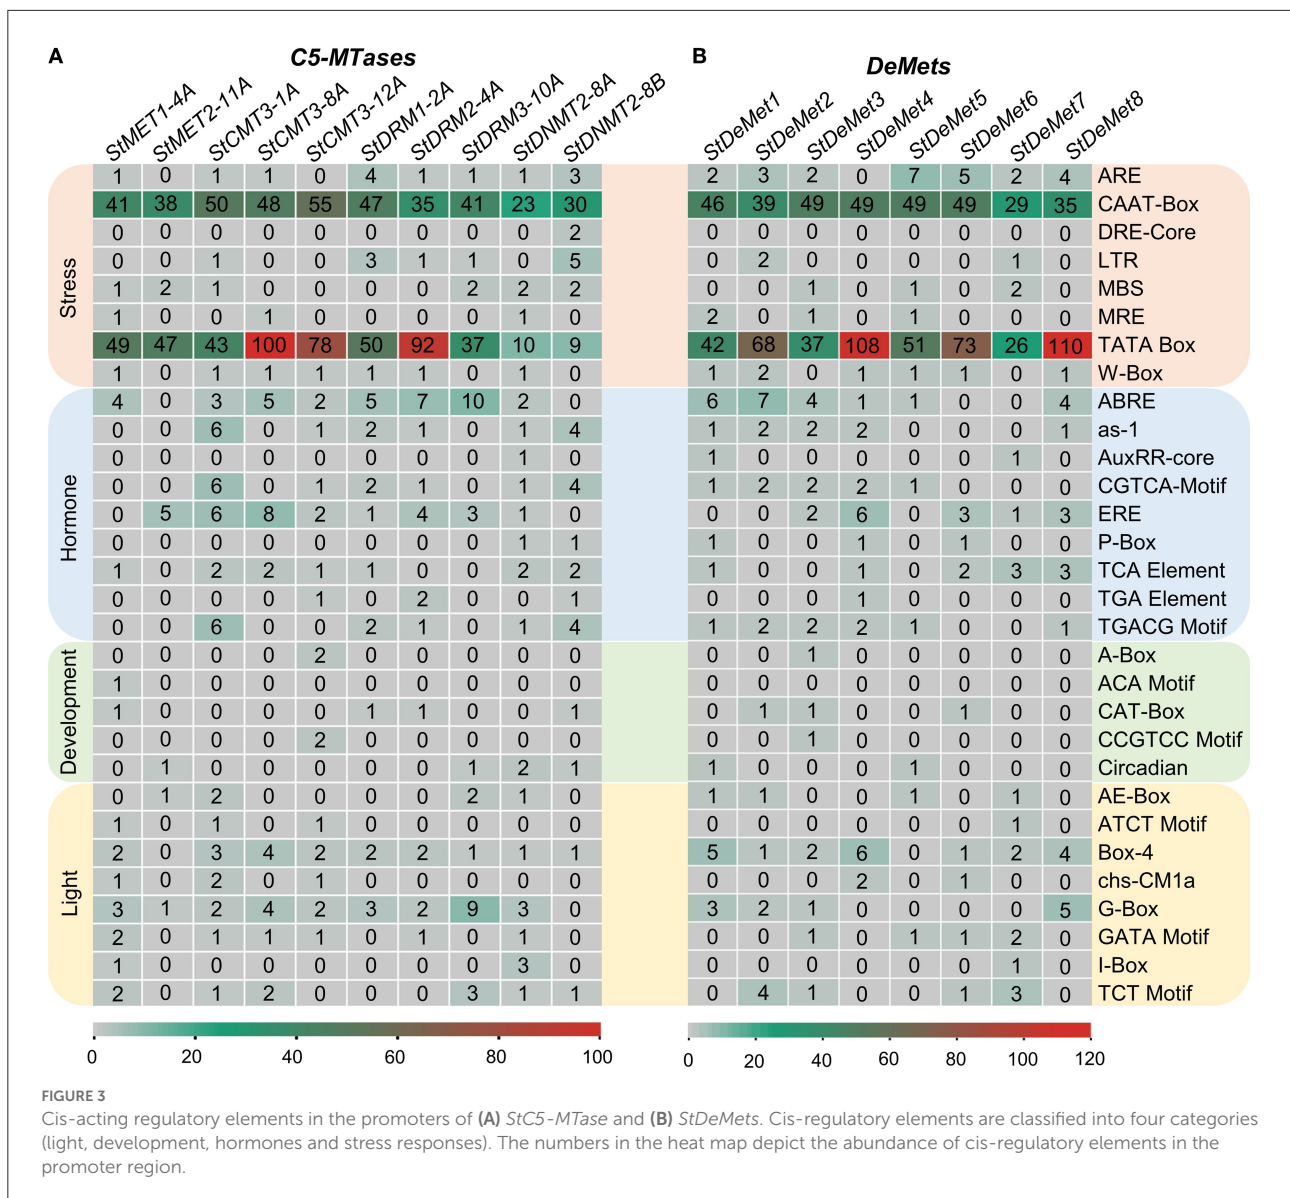 A
C5-MTases
B
DeMets
StMET1-4A
StMET2-11A
StCMT3-1A
StCMT3-8A
StCMT3-12A
StDRM1-2A
StDRM2-4A
StDRM3-10A
StDNMT2-8A
StDNMT2-8B
StDeMet1
StDeMet2
StDeMet3
StDeMet4
StDeMet5
StDeMet6
StDeMet7
StDeMet8
Stress
1 0 1 1 0 4 1 1 1 3 2 3 2 0 7 5 2 4 ARE
41 38 50 48 55 47 35 41 23 30 46 39 49 49 49 49 29 35 CAAT-Box
0 0 0 0 0 0 0 0 0 2 0 0 0 0 0 0 0 0 DRE-Core
0 0 1 0 0 3 1 1 0 5 0 2 0 0 0 0 1 0 LTR
1 2 1 0 0 0 0 2 2 2 0 0 1 0 1 0 2 0 MBS
1 0 0 1 0 0 0 0 1 0 2 0 1 0 1 0 0 0 MRE
49 47 43 100 78 50 92 37 10 9 42 68 37 108 51 73 26 110 TATA Box
1 0 1 1 1 1 1 0 1 0 1 2 0 1 1 1 0 1 W-Box
Hormone
4 0 3 5 2 5 7 10 2 0 6 7 4 1 1 0 0 4 ABRE
0 0 6 0 1 2 1 0 1 4 1 2 2 2 0 0 0 1 as-1
0 0 0 0 0 0 0 0 1 0 1 0 0 0 0 0 1 0 AuxRR-core
0 0 6 0 1 2 1 0 1 4 1 2 2 2 1 0 0 0 CGTCA-Motif
0 5 6 8 2 1 4 3 1 0 0 0 2 6 0 3 1 3 ERE
0 0 0 0 0 0 0 0 1 1 1 0 0 1 0 1 0 0 P-Box
1 0 2 2 1 1 0 0 2 2 1 0 0 1 0 2 3 3 TCA Element
0 0 0 0 1 0 2 0 0 1 0 0 0 1 0 0 0 0 TGA Element
0 0 6 0 0 2 1 0 1 4 1 2 2 2 1 0 0 1 TGACG Motif
Development
0 0 0 0 2 0 0 0 0 0 0 0 1 0 0 0 0 0 A-Box
1 0 0 0 0 0 0 0 0 0 0 0 0 0 0 0 0 0 ACA Motif
1 0 0 0 0 1 1 0 0 1 0 1 1 0 0 1 0 0 CAT-Box
0 0 0 0 2 0 0 0 0 0 0 0 1 0 0 0 0 0 CCGTCC Motif
0 1 0 0 0 0 0 1 2 1 1 0 0 0 1 0 0 0 Circadian
Light
0 1 2 0 0 0 0 2 1 0 1 1 0 0 1 0 1 0 AE-Box
1 0 1 0 1 0 0 0 0 0 0 0 0 0 0 0 1 0 ATCT Motif
2 0 3 4 2 2 2 1 1 1 5 1 2 6 0 1 2 4 Box-4
1 0 2 0 1 0 0 0 0 0 0 0 0 2 0 1 0 0 chs-CM1a
3 1 2 4 2 3 2 9 3 0 3 2 1 0 0 0 0 5 G-Box
2 0 1 1 1 0 1 0 1 0 0 0 1 0 1 1 2 0 GATA Motif
1 0 0 0 0 0 0 0 3 0 0 0 0 0 0 0 1 0 I-Box
2 0 1 2 0 0 0 3 1 1 0 4 1 0 0 1 3 0 TCT Motif
0 20 40 60 80 100
0 20 40 60 80 100 120
FIGURE 3
Cis-acting regulatory elements in the promoters of (A) StC5-MTase and (B) StDeMets. Cis-regulatory elements are classified into four categories
(light, development, hormones and stress responses). The numbers in the heat map depict the abundance of cis-regulatory elements in the
promoter region.